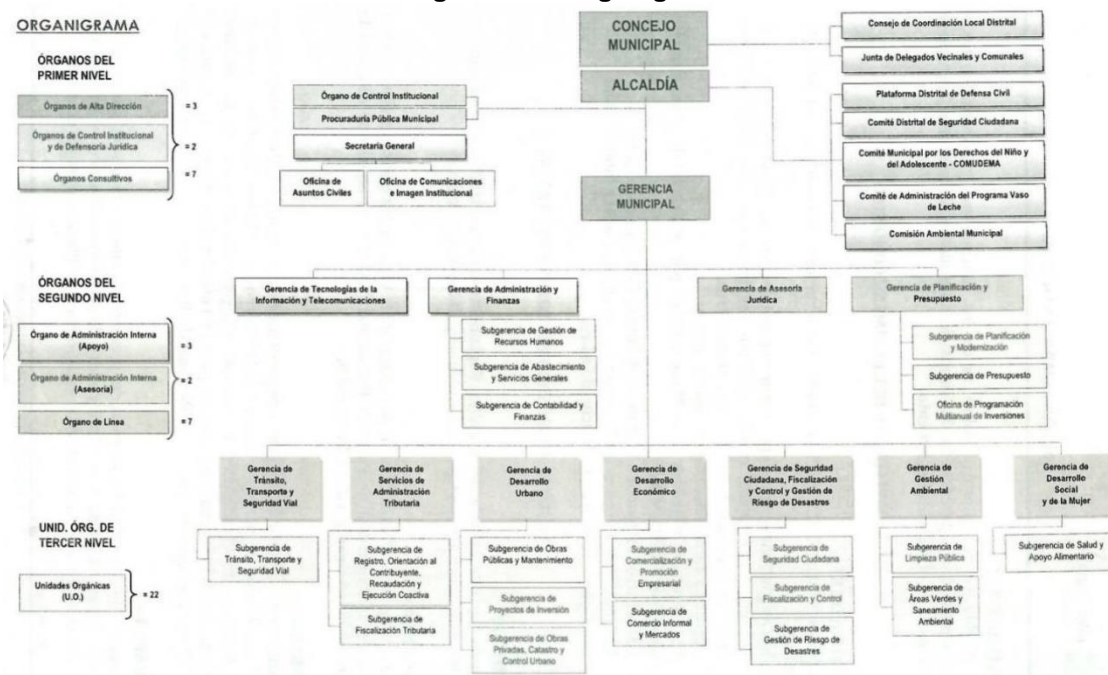 ORGANIGRAMA
ÓRGANOS DEL
PRIMER NIVEL
Órganos de Alta Dirección
= 3
Órganos de Control Institucional
y de Defensoría Jurídica
= 2
Órganos Consultivos
= 7
CONCEJO
MUNICIPAL
ALCALDÍA
Consejo de Coordinación Local Distrital
Junta de Delegados Vecinales y Comunales
Plataforma Distrital de Defensa Civil
Comité Distrital de Seguridad Ciudadana
Comité Municipal por los Derechos del Niño y
del Adolescente - COMUDEMA
Comité de Administración del Programa Vaso
de Leche
Comisión Ambiental Municipal
Órgano de Control Institucional
Procuraduría Pública Municipal
Secretaría General
Oficina de
Asuntos Civiles
Oficina de Comunicaciones
e Imagen Institucional
GERENCIA
MUNICIPAL
ÓRGANOS DEL
SEGUNDO NIVEL
Órgano de Administración Interna
(Apoyo)
= 3
Órgano de Administración Interna
(Asesoría)
= 2
Órgano de Línea
= 7
Gerencia de Tecnologías de la
Información y Telecomunicaciones
Gerencia de Administración y
Finanzas
Subgerencia de Gestión de
Recursos Humanos
Subgerencia de Abastecimiento
y Servicios Generales
Subgerencia de Contabilidad y
Finanzas
Gerencia de Asesoría
Jurídica
Gerencia de Planificación y
Presupuesto
Subgerencia de Planificación
y Modernización
Subgerencia de Presupuesto
Oficina de Programación
Multianual de Inversiones
UNID. ÓRG. DE
TERCER NIVEL
Unidades Orgánicas
(U.O.)
= 22
Gerencia de
Tránsito,
Transporte y
Seguridad Vial
Subgerencia de
Tránsito, Transporte y
Seguridad Vial
Gerencia de
Servicios de
Administración
Tributaria
Subgerencia de
Registro, Orientación al
Contribuyente,
Recaudación y
Ejecución Coactiva
Subgerencia de
Fiscalización Tributaria
Gerencia de
Desarrollo
Urbano
Subgerencia de Obras
Públicas y Mantenimiento
Subgerencia de
Proyectos de Inversión
Subgerencia de Obras
Privadas, Catastro y
Control Urbano
Gerencia de
Desarrollo
Económico
Subgerencia de
Comercialización y
Promoción
Empresarial
Subgerencia de
Comercio Informal
y Mercados
Gerencia de Seguridad
Ciudadana, Fiscalización
y Control y Gestión de
Riesgo de Desastres
Subgerencia de
Seguridad Ciudadana
Subgerencia de
Fiscalización y Control
Subgerencia de
Gestión de Riesgo de
Desastres
Gerencia de
Gestión
Ambiental
Subgerencia de
Limpieza Pública
Subgerencia de
Áreas Verdes y
Saneamiento
Ambiental
Gerencia de
Desarrollo
Social
y de la Mujer
Subgerencia de Salud y
Apoyo Alimentario